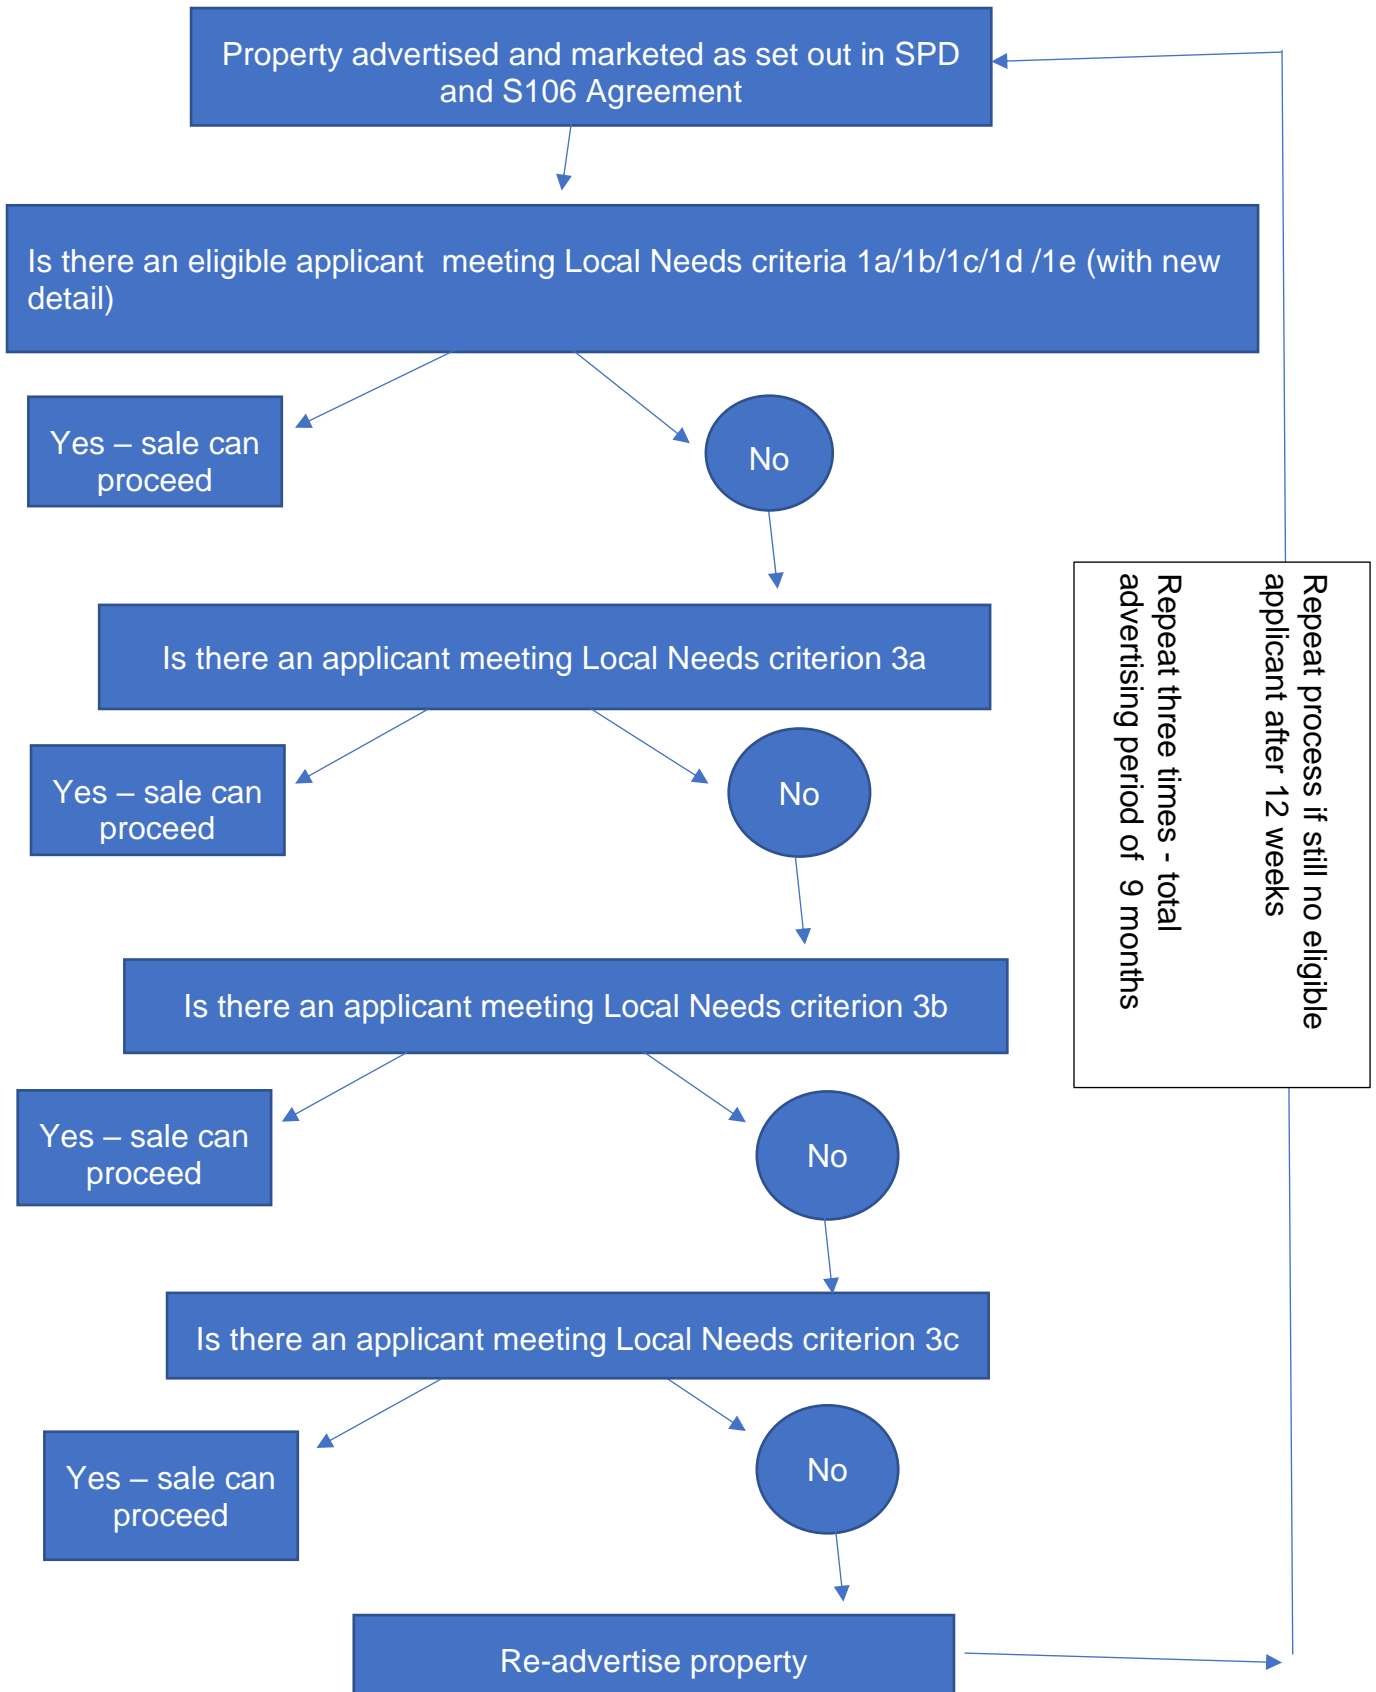 Property advertised and marketed as set out in SPD
and S106 Agreement
Is there an eligible applicant  meeting Local Needs criteria 1a/1b/1c/1d /1e (with new
detail)
Yes – sale can
proceed
No
Is there an applicant meeting Local Needs criterion 3a
Yes – sale can
proceed
No
Is there an applicant meeting Local Needs criterion 3b
Yes – sale can
proceed
No
Is there an applicant meeting Local Needs criterion 3c
Yes – sale can
proceed
No
Re-advertise property
Repeat process if still no eligible
applicant after 12 weeks
Repeat three times - total
advertising period of  9 months